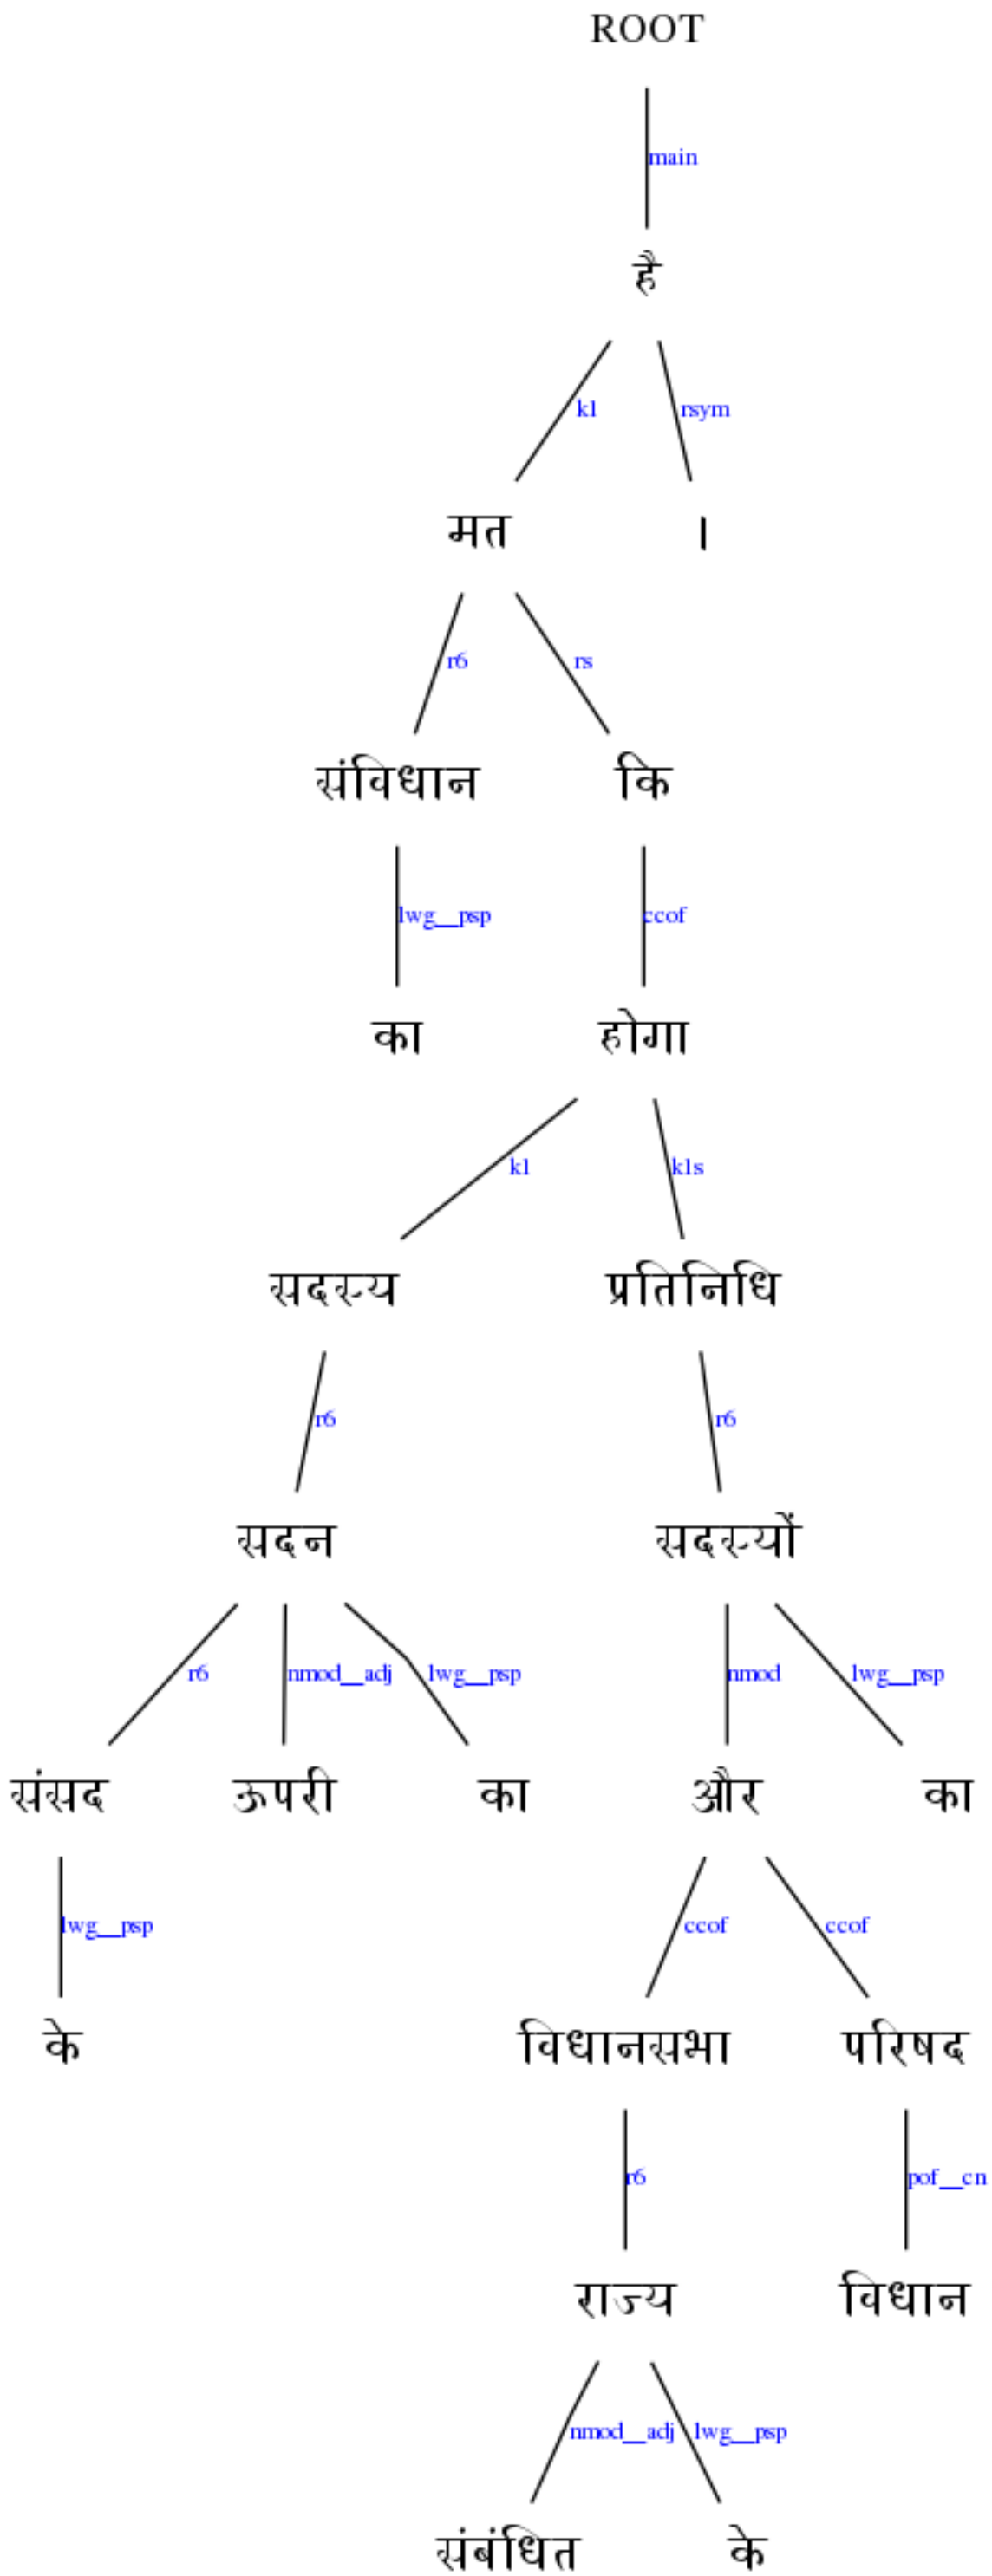 ROOT
main
है
k1 rsym
मत ।
r6 rs
संविधान कि
lwg__psp ccof
का होगा
k1 k1s
सदस्य प्रतिनिधि
r6 r6
सदन सदस्यों
r6 nmod__adj lwg__psp nmod lwg__psp
संसद ऊपरी का और का
lwg__psp ccof ccof
के विधानसभा परिषद
r6 pof__cn
राज्य विधान
nmod__adj lwg__psp
संबंधित के